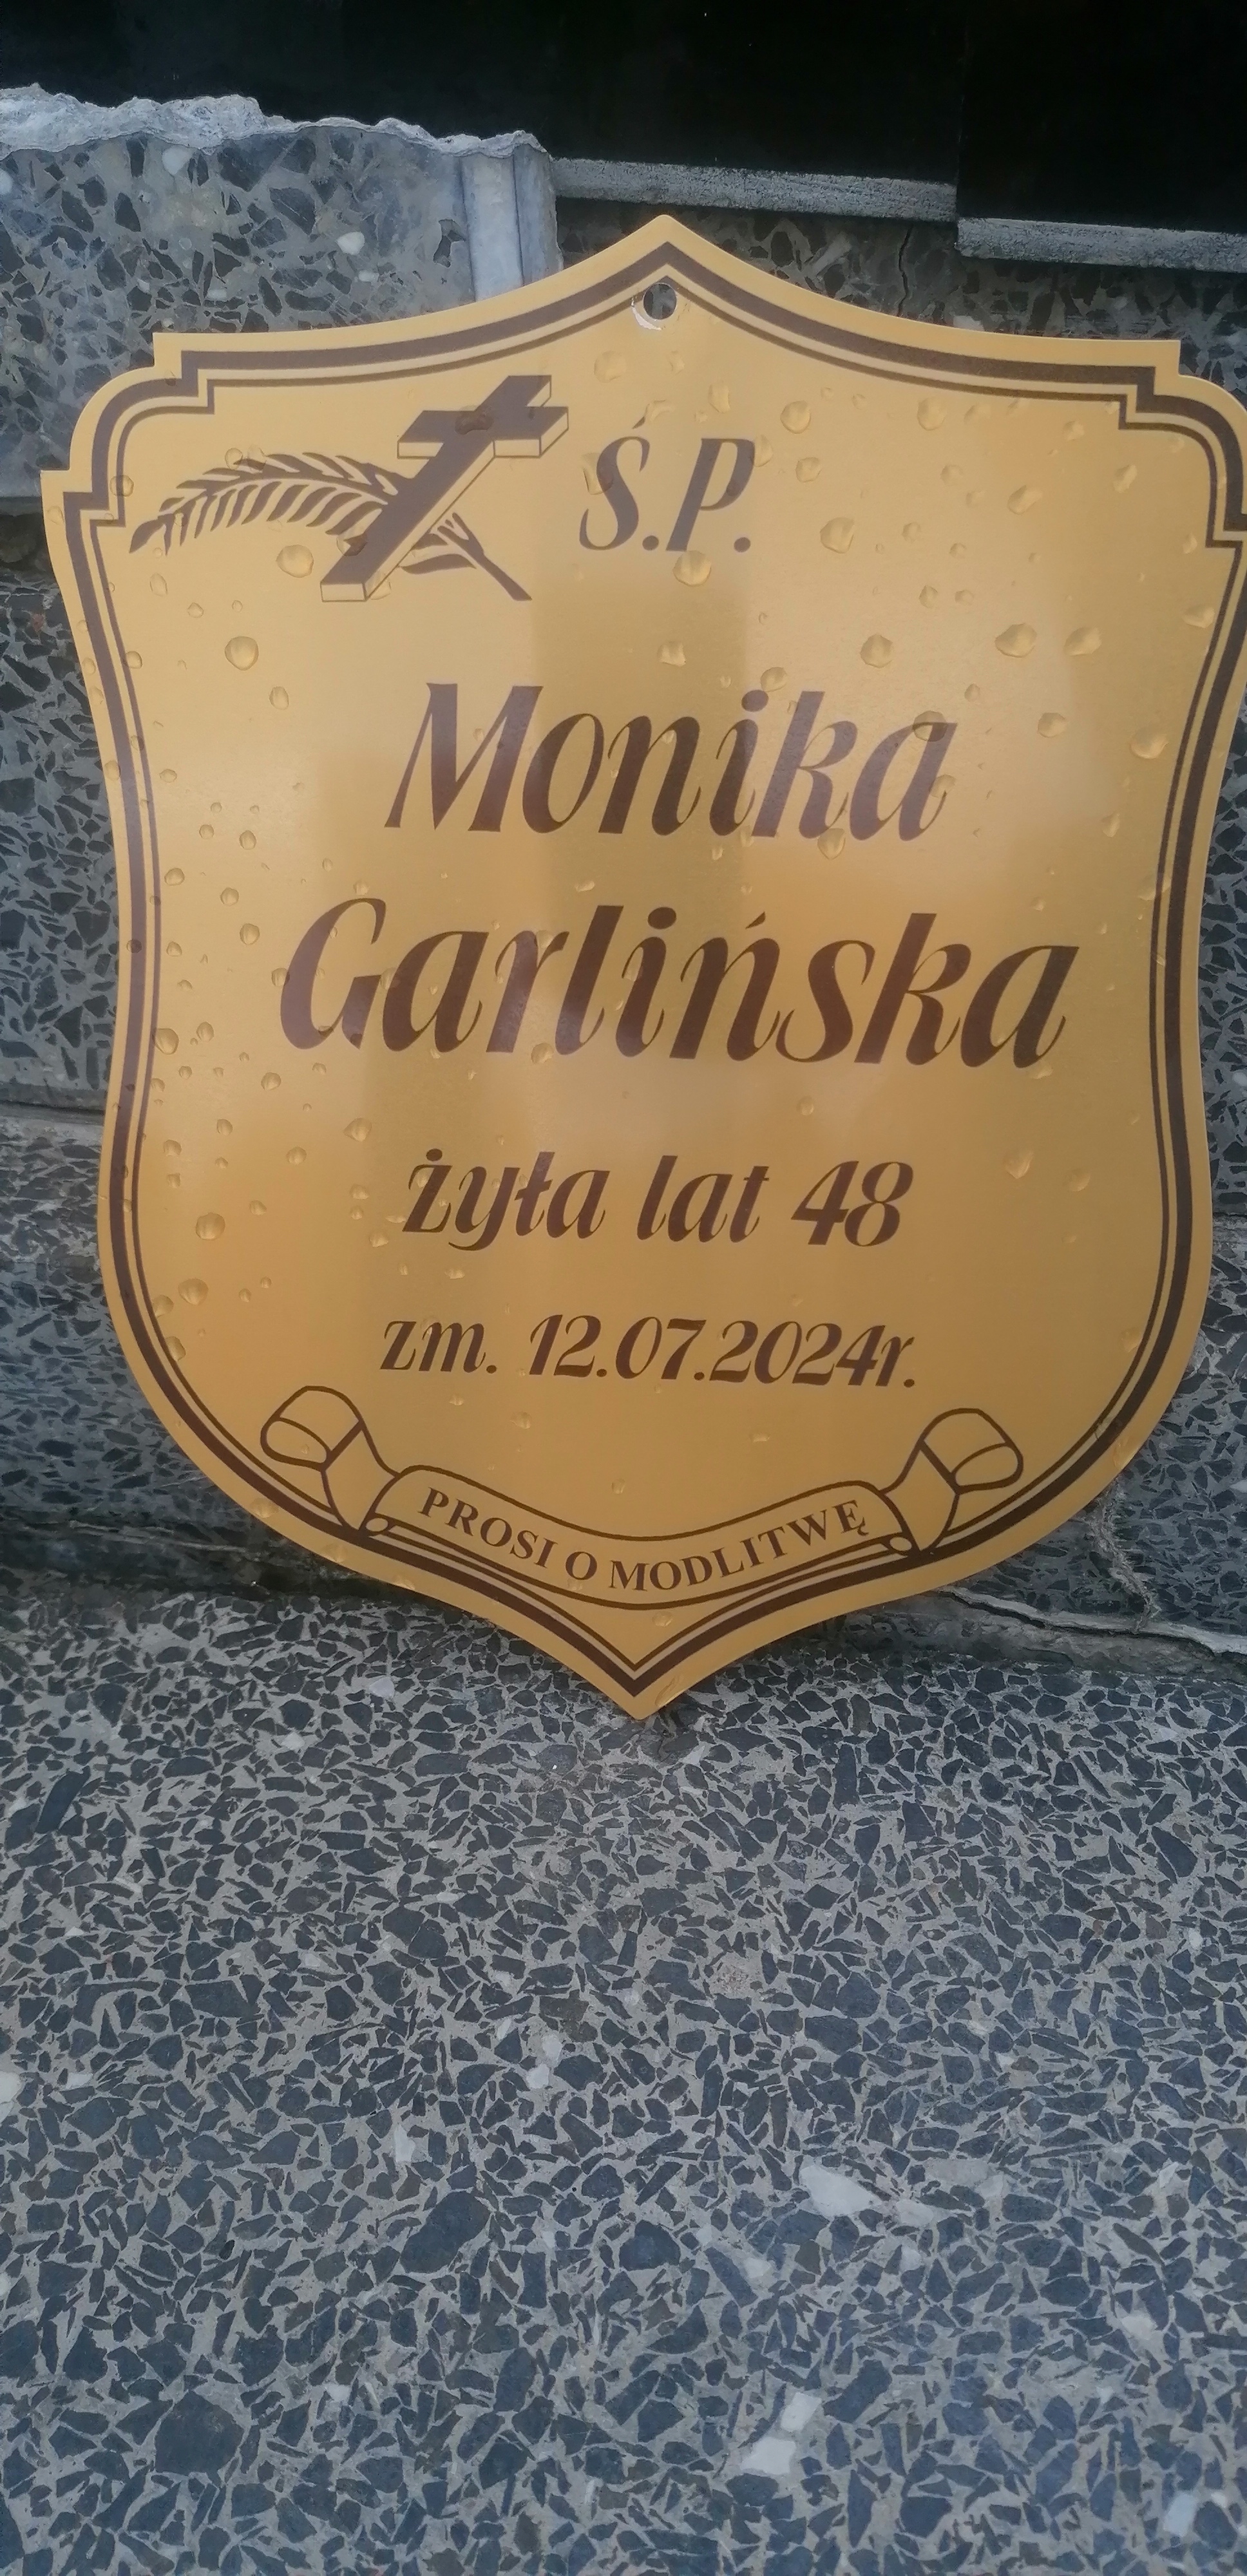 Ś.P.
Monika
Garlińska
żyła lat 48
zm. 12.07.2024r.
PROSI O MODLITWĘ